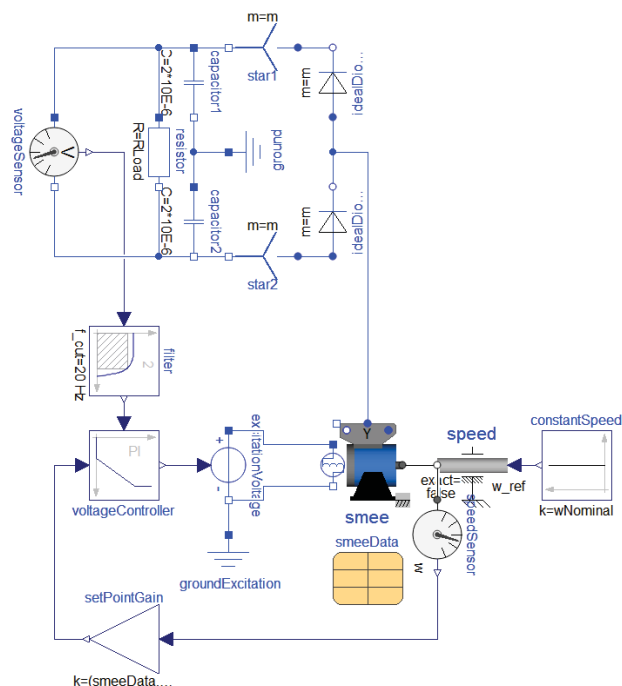 m=m
star1
C=2*10E-6
capacitor1
idealDio...
m=m
voltageSensor
V
R=RLoad
resistor
ground
C=2*10E-6
capacitor2
m=m
star2
idealDio...
m=m
f_cut=20 Hz
2
filter
PI
voltageController
+
-
excitationVoltage
groundExcitation
Y
smee
smeeData
speed
exact=
false
w_ref
constantSpeed
k=wNominal
speedSensor
w
setPointGain
k=(smeeData....